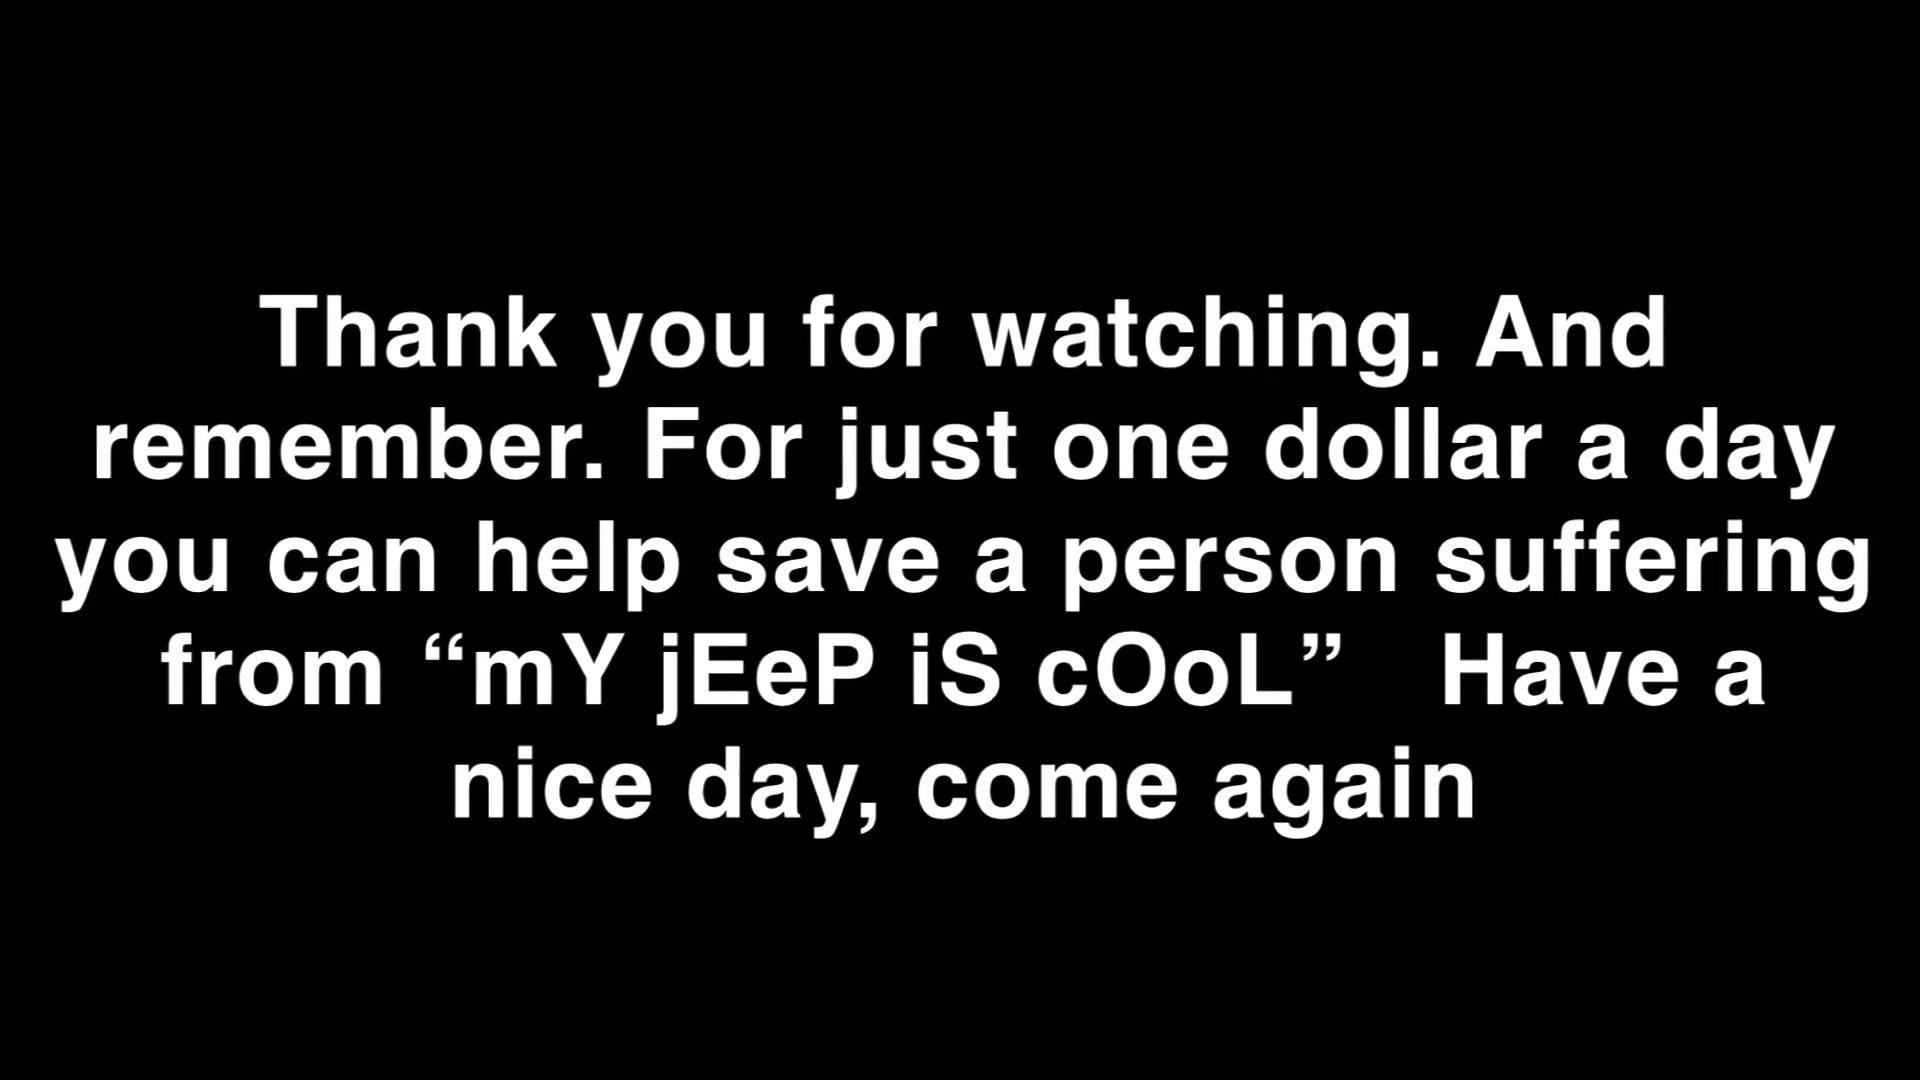 Thank you for watching. And
remember. For just one dollar a day
you can help save a person suffering
from “mY jEeP iS cOoL”   Have a
nice day, come again